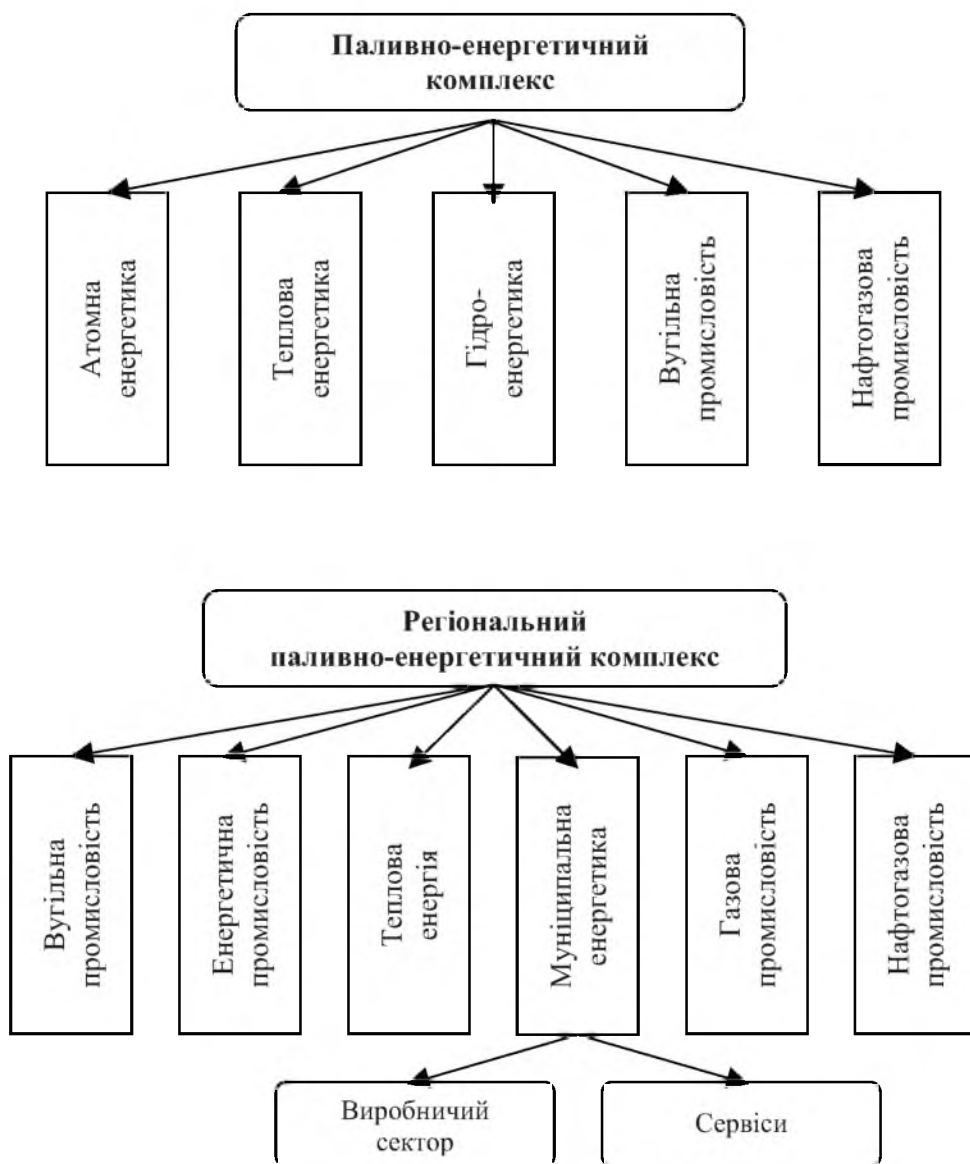 Паливно-енергетичний
комплекс
Атомна
енергетика
Теплова
енергетика
Гідро-
енергетика
Вугільна
промисловість
Нафтогазова
промисловість
Регіональний
паливно-енергетичний комплекс
Вугільна
промисловість
Енергетична
промисловість
Теплова
енергія
Муніципальна
енергетика
Газова
промисловість
Нафтогазова
промисловість
Виробничий
сектор
Сервіси